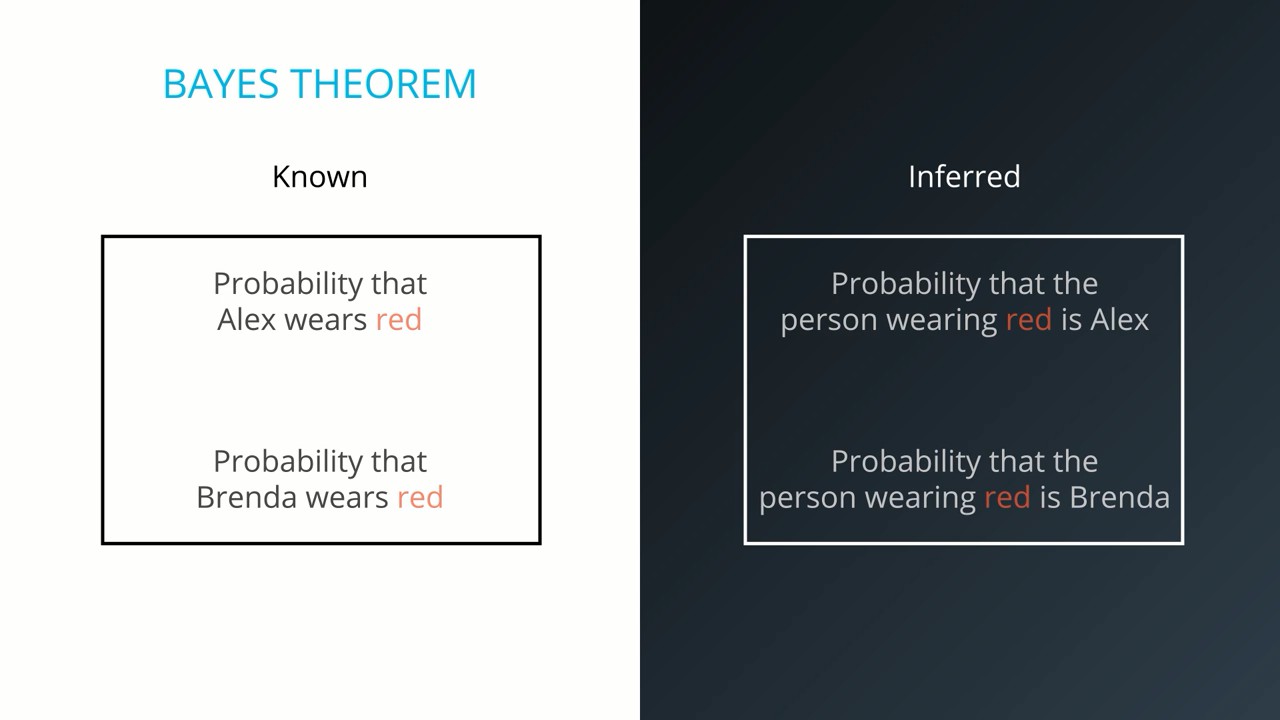 BAYES THEOREM
Known
Probability that
Alex wears red
Probability that
Brenda wears red
Inferred
Probability that the
person wearing red is Alex
Probability that the
person wearing red is Brenda